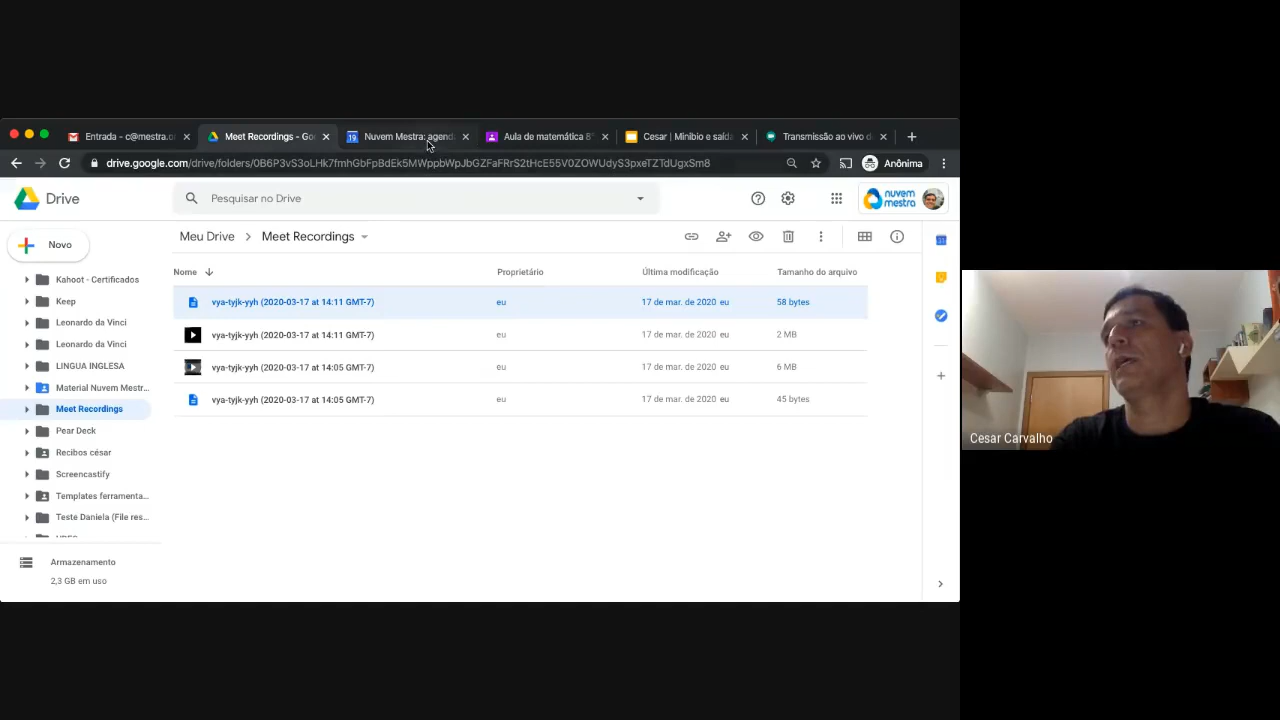 Entrada - c@mestra.o
Meet Recordings - Go
Nuvem Mestra: agend
Aula de matemática 8°
Cesar | Minibio e saíd
Transmissão ao vivo d
drive.google.com/drive/folders/0B6P3vS3oLHk7fmhGbFpBdEk5MWppbWpJbGZFaFRrS2tHcE55V0ZOWUdyS3pxeTZTdUgxSm8
Anônima
Drive
Pesquisar no Drive
nuvem
mestra
Novo
Meu Drive > Meet Recordings
Nome
Proprietário
Última modificação
Tamanho do arquivo
vya-tyjk-yyh (2020-03-17 at 14:11 GMT-7) eu 17 de mar. de 2020 eu 58 bytes
vya-tyjk-yyh (2020-03-17 at 14:11 GMT-7) eu 17 de mar. de 2020 eu 2 MB
vya-tyjk-yyh (2020-03-17 at 14:05 GMT-7) eu 17 de mar. de 2020 eu 6 MB
vya-tyjk-yyh (2020-03-17 at 14:05 GMT-7) eu 17 de mar. de 2020 eu 45 bytes
Kahoot - Certificados
Keep
Leonardo da Vinci
Leonardo da Vinci
LINGUA INGLESA
Material Nuvem Mestr...
Meet Recordings
Pear Deck
Recibos césar
Screencastify
Templates ferramenta...
Teste Daniela (File res...
Armazenamento
2,3 GB em uso
Cesar Carvalho